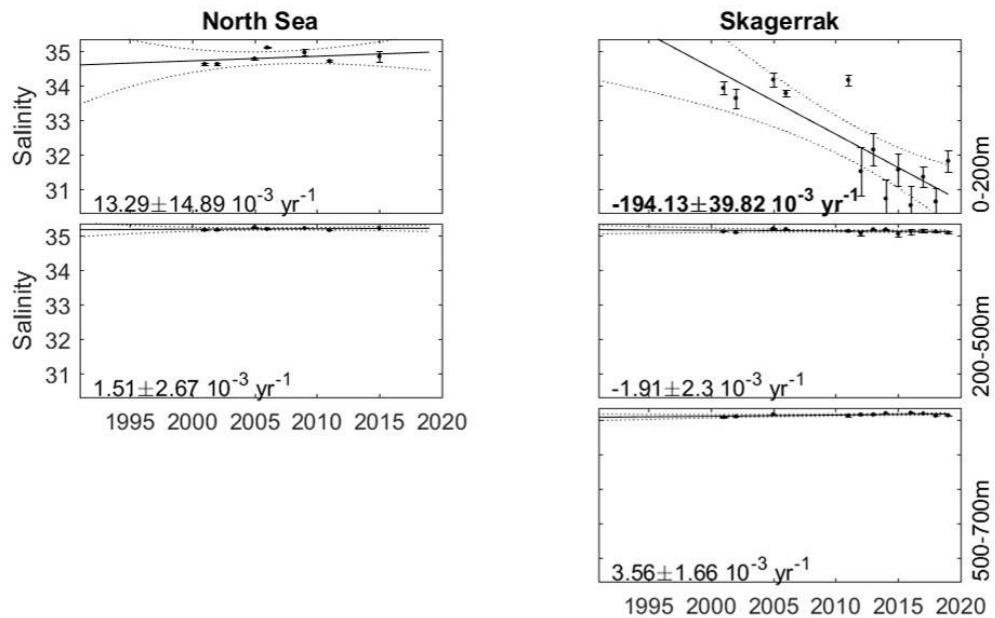 North Sea
Skagerrak
Salinity
35
34
33
32
31
13.29±14.89 10⁻³ yr⁻¹
-194.13±39.82 10⁻³ yr⁻¹
0-200m
Salinity
35
34
33
32
31
1.51±2.67 10⁻³ yr⁻¹
-1.91±2.3 10⁻³ yr⁻¹
200-500m
1995 2000 2005 2010 2015 2020
3.56±1.66 10⁻³ yr⁻¹
500-700m
1995 2000 2005 2010 2015 2020